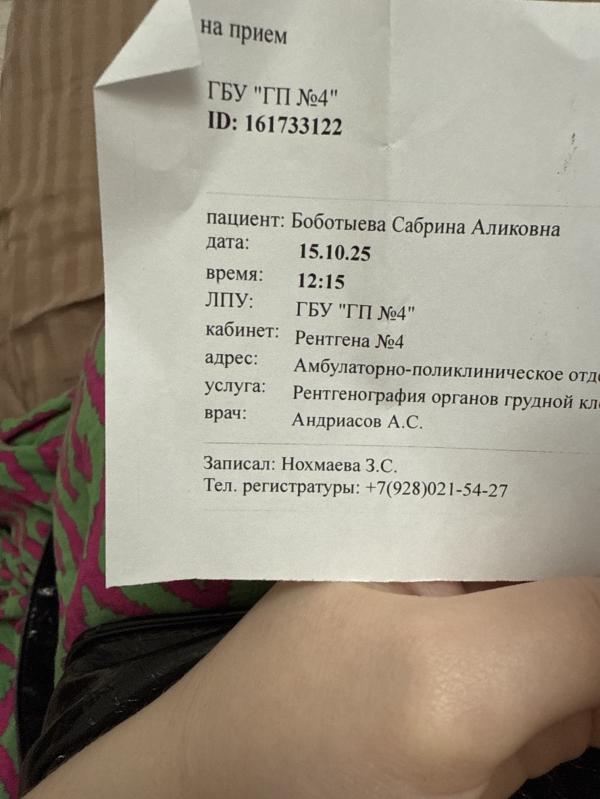 на прием
ГБУ "ГП №4"
ID: 161733122
пациент: Боботыева Сабрина Аликовна
дата: 15.10.25
время: 12:15
ЛПУ: ГБУ "ГП №4"
кабинет: Рентгена №4
адрес: Амбулаторно-поликлиническое отде
услуга: Рентгенография органов грудной кл
врач: Андриасов А.С.
Записал: Нохмаева З.С.
Тел. регистратуры: +7(928)021-54-27